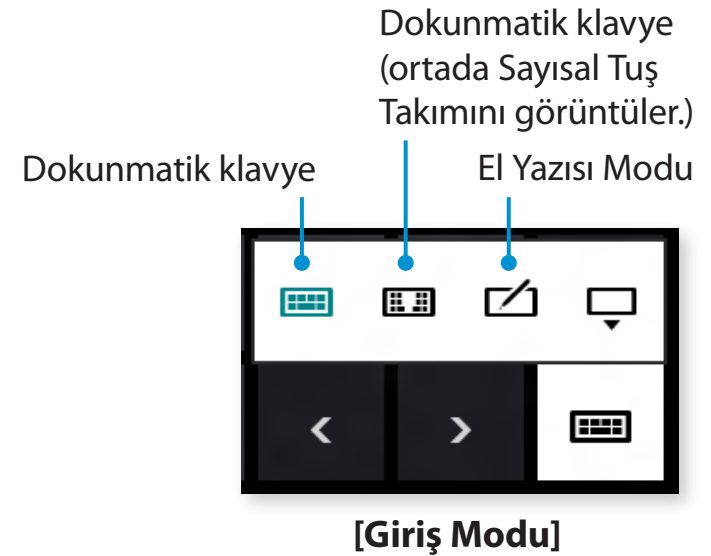 Dokunmatik klavye
(ortada Sayısal Tuş
Takımını görüntüler.)
Dokunmatik klavye
El Yazısı Modu
[Giriş Modu]